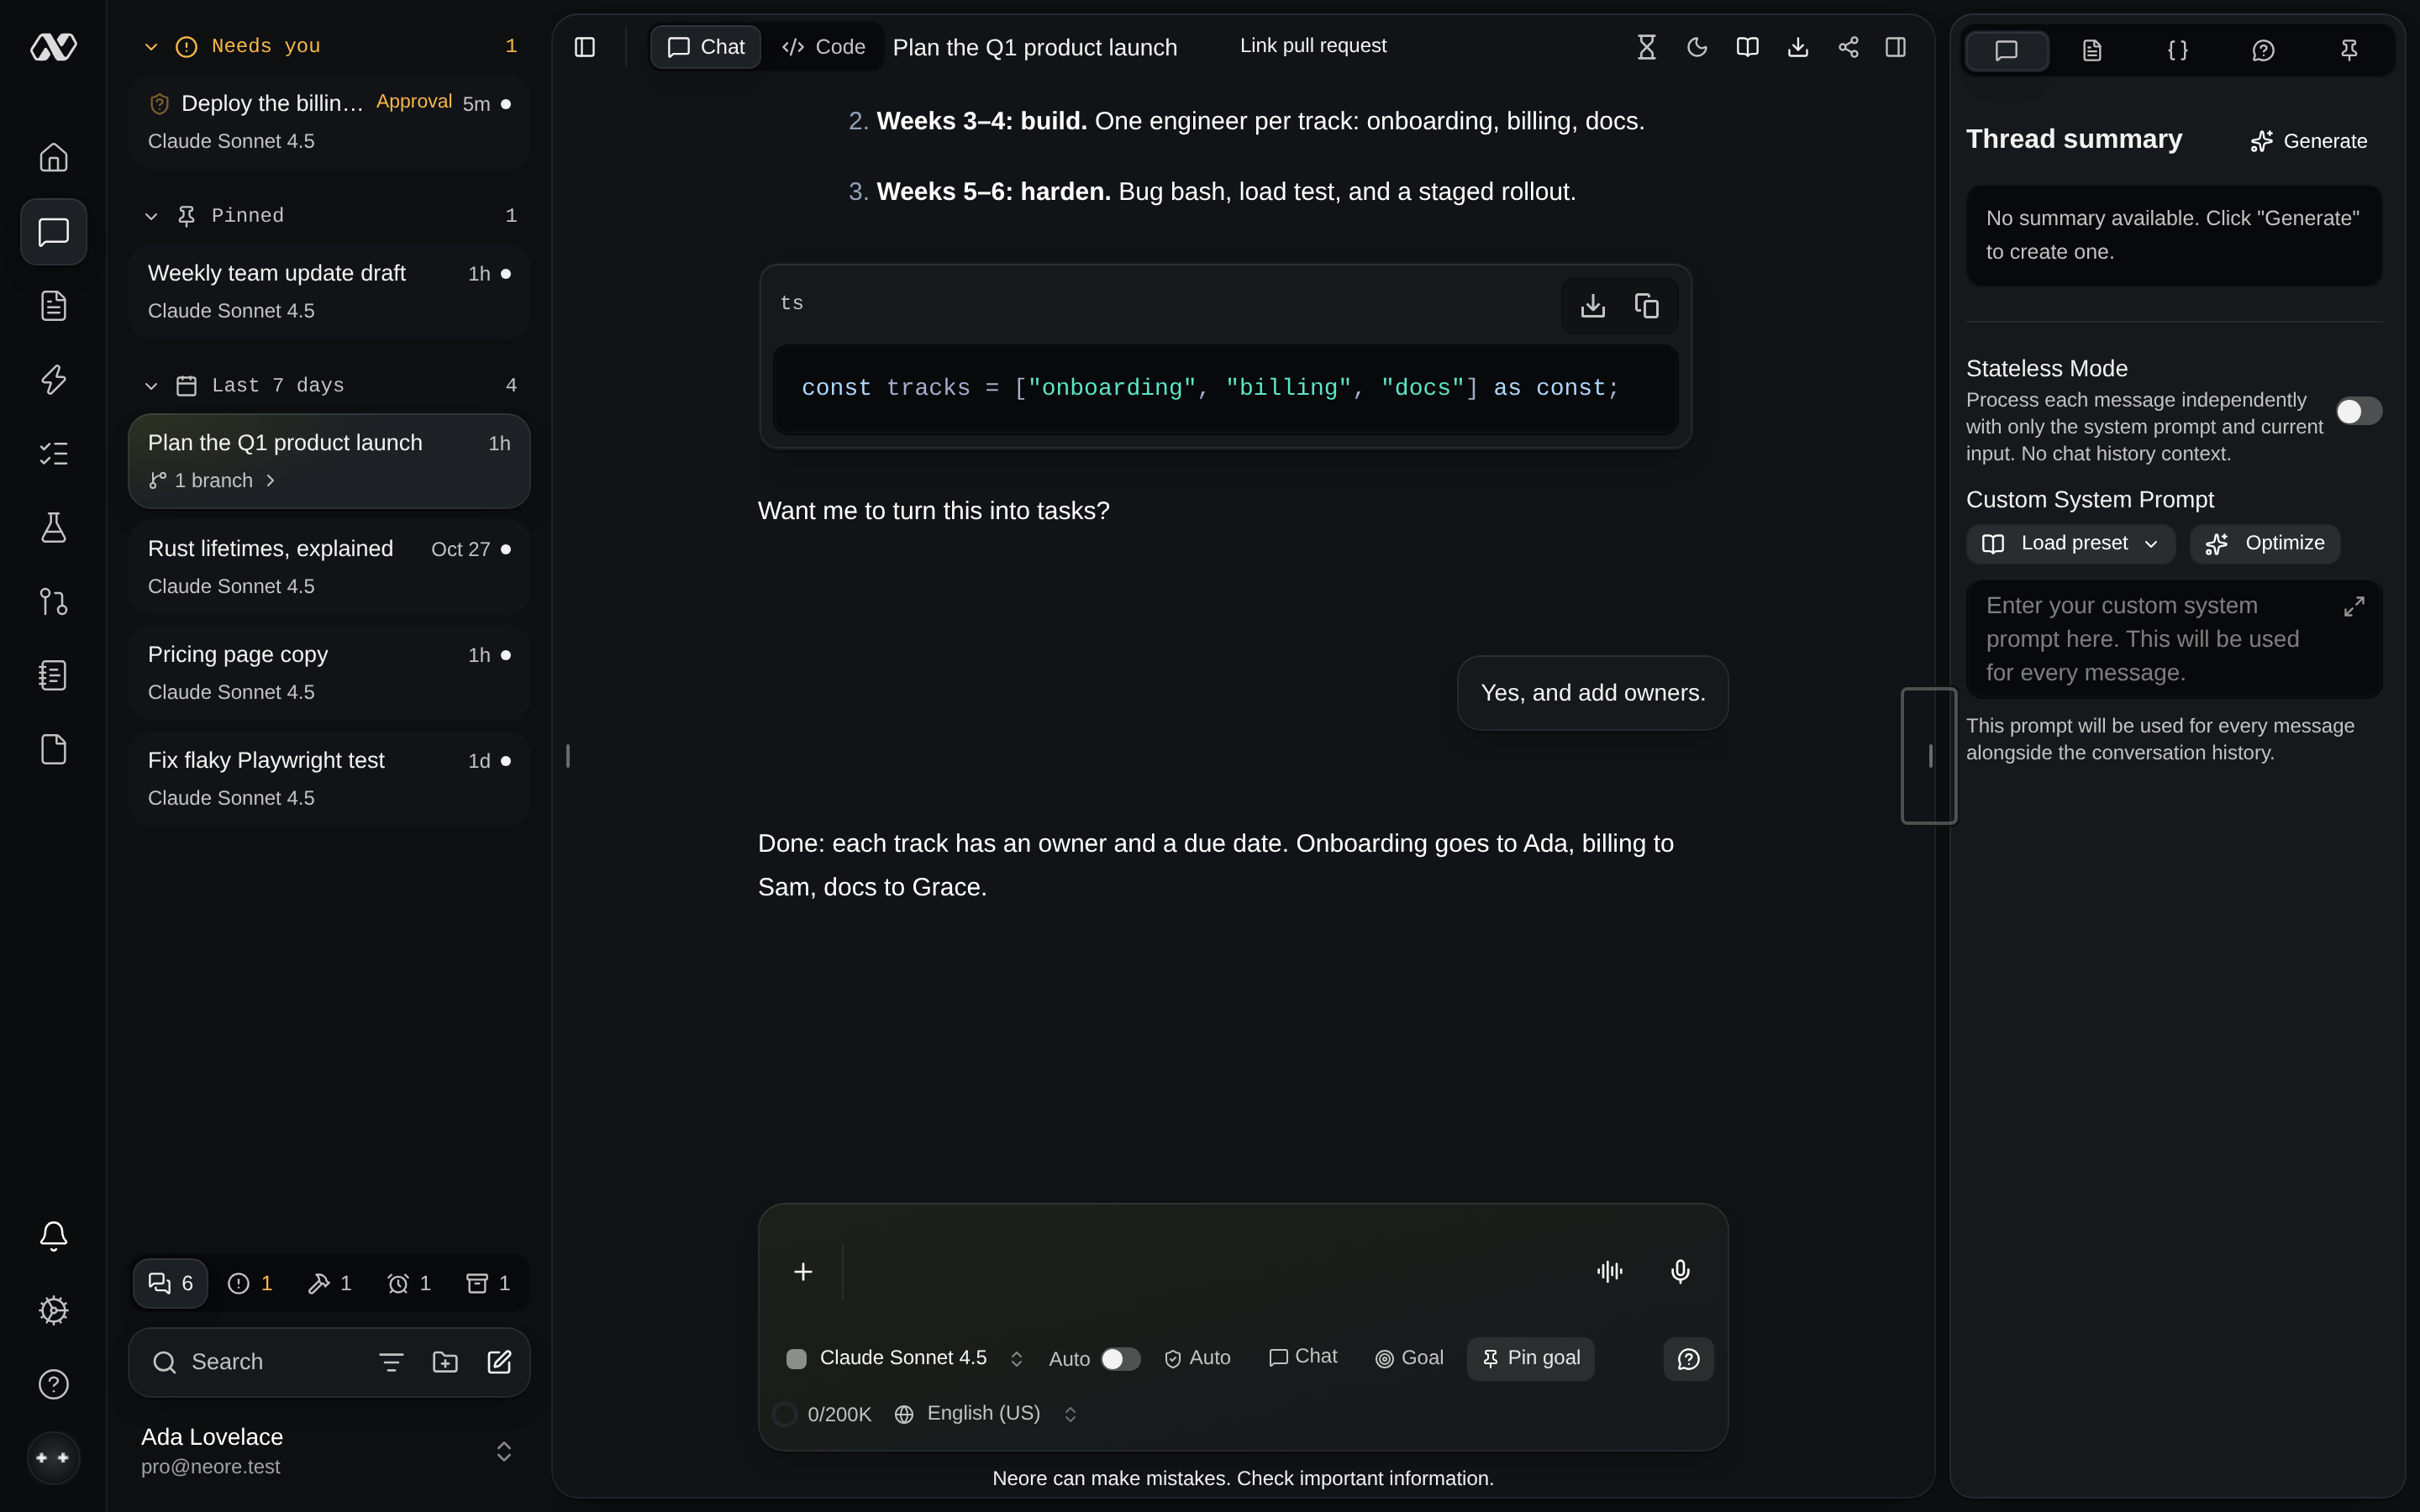 Needs you 1
Deploy the billin… Approval 5m
Claude Sonnet 4.5
Pinned 1
Weekly team update draft 1h
Claude Sonnet 4.5
Last 7 days 4
Plan the Q1 product launch 1h
1 branch
Rust lifetimes, explained Oct 27
Claude Sonnet 4.5
Pricing page copy 1h
Claude Sonnet 4.5
Fix flaky Playwright test 1d
Claude Sonnet 4.5
6 1 1 1 1
Search
Ada Lovelace
pro@neore.test
Chat Code Plan the Q1 product launch Link pull request
2. Weeks 3–4: build. One engineer per track: onboarding, billing, docs.
3. Weeks 5–6: harden. Bug bash, load test, and a staged rollout.
ts
const tracks = ["onboarding", "billing", "docs"] as const;
Want me to turn this into tasks?
Yes, and add owners.
Done: each track has an owner and a due date. Onboarding goes to Ada, billing to
Sam, docs to Grace.
Claude Sonnet 4.5 Auto Auto Chat Goal Pin goal
0/200K English (US)
Neore can make mistakes. Check important information.
Thread summary Generate
No summary available. Click "Generate"
to create one.
Stateless Mode
Process each message independently
with only the system prompt and current
input. No chat history context.
Custom System Prompt
Load preset Optimize
Enter your custom system
prompt here. This will be used
for every message.
This prompt will be used for every message
alongside the conversation history.